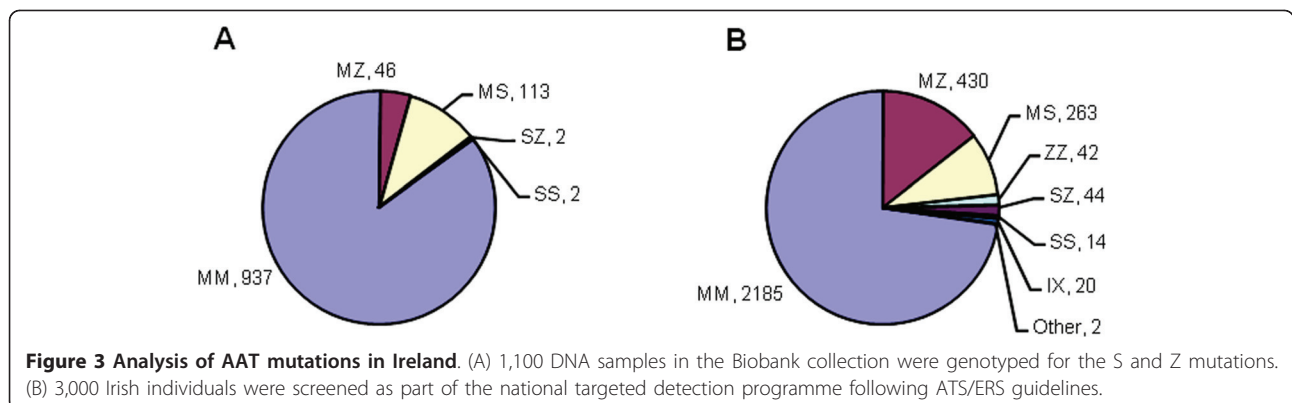 A
MZ, 46
MS, 113
SZ, 2
SS, 2
MM, 937
B
MZ, 430
MS, 263
ZZ, 42
SZ, 44
SS, 14
IX, 20
Other, 2
MM, 2185
Figure 3 Analysis of AAT mutations in Ireland. (A) 1,100 DNA samples in the Biobank collection were genotyped for the S and Z mutations.
(B) 3,000 Irish individuals were screened as part of the national targeted detection programme following ATS/ERS guidelines.